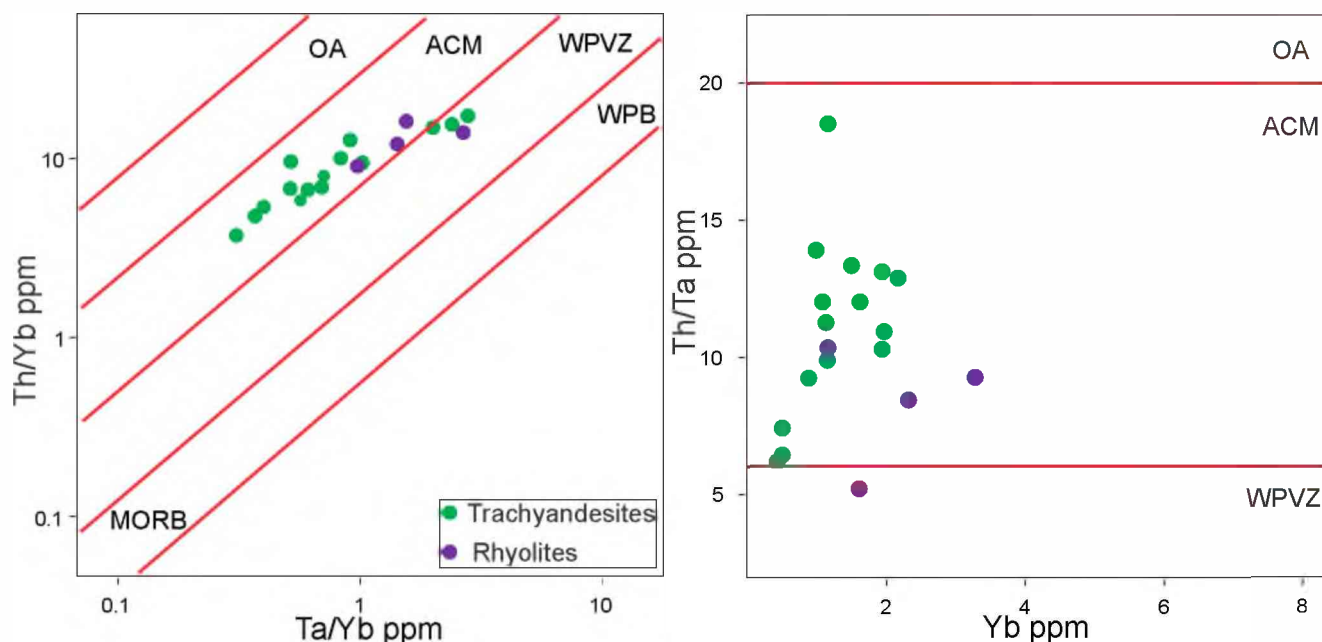 OA
ACM
WPVZ
WPB
MORB
10
1
0.1
Th/Yb ppm
0.1
1
10
Ta/Yb ppm
Trachyandesites
Rhyolites
OA
ACM
WPVZ
20
15
10
5
Th/Ta ppm
2
4
6
8
Yb ppm